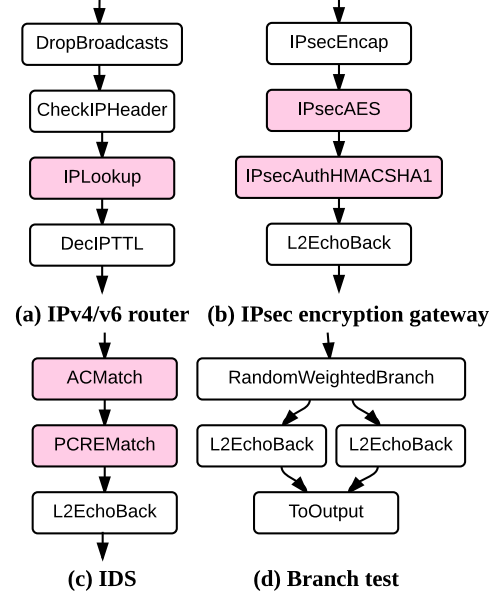 DropBroadcasts
CheckIPHeader
IPLookup
DecIPTTL
(a) IPv4/v6 router
IPsecEncap
IPsecAES
IPsecAuthHMACSHA1
L2EchoBack
(b) IPsec encryption gateway
ACMatch
PCREMatch
L2EchoBack
(c) IDS
RandomWeightedBranch
L2EchoBack L2EchoBack
ToOutput
(d) Branch test